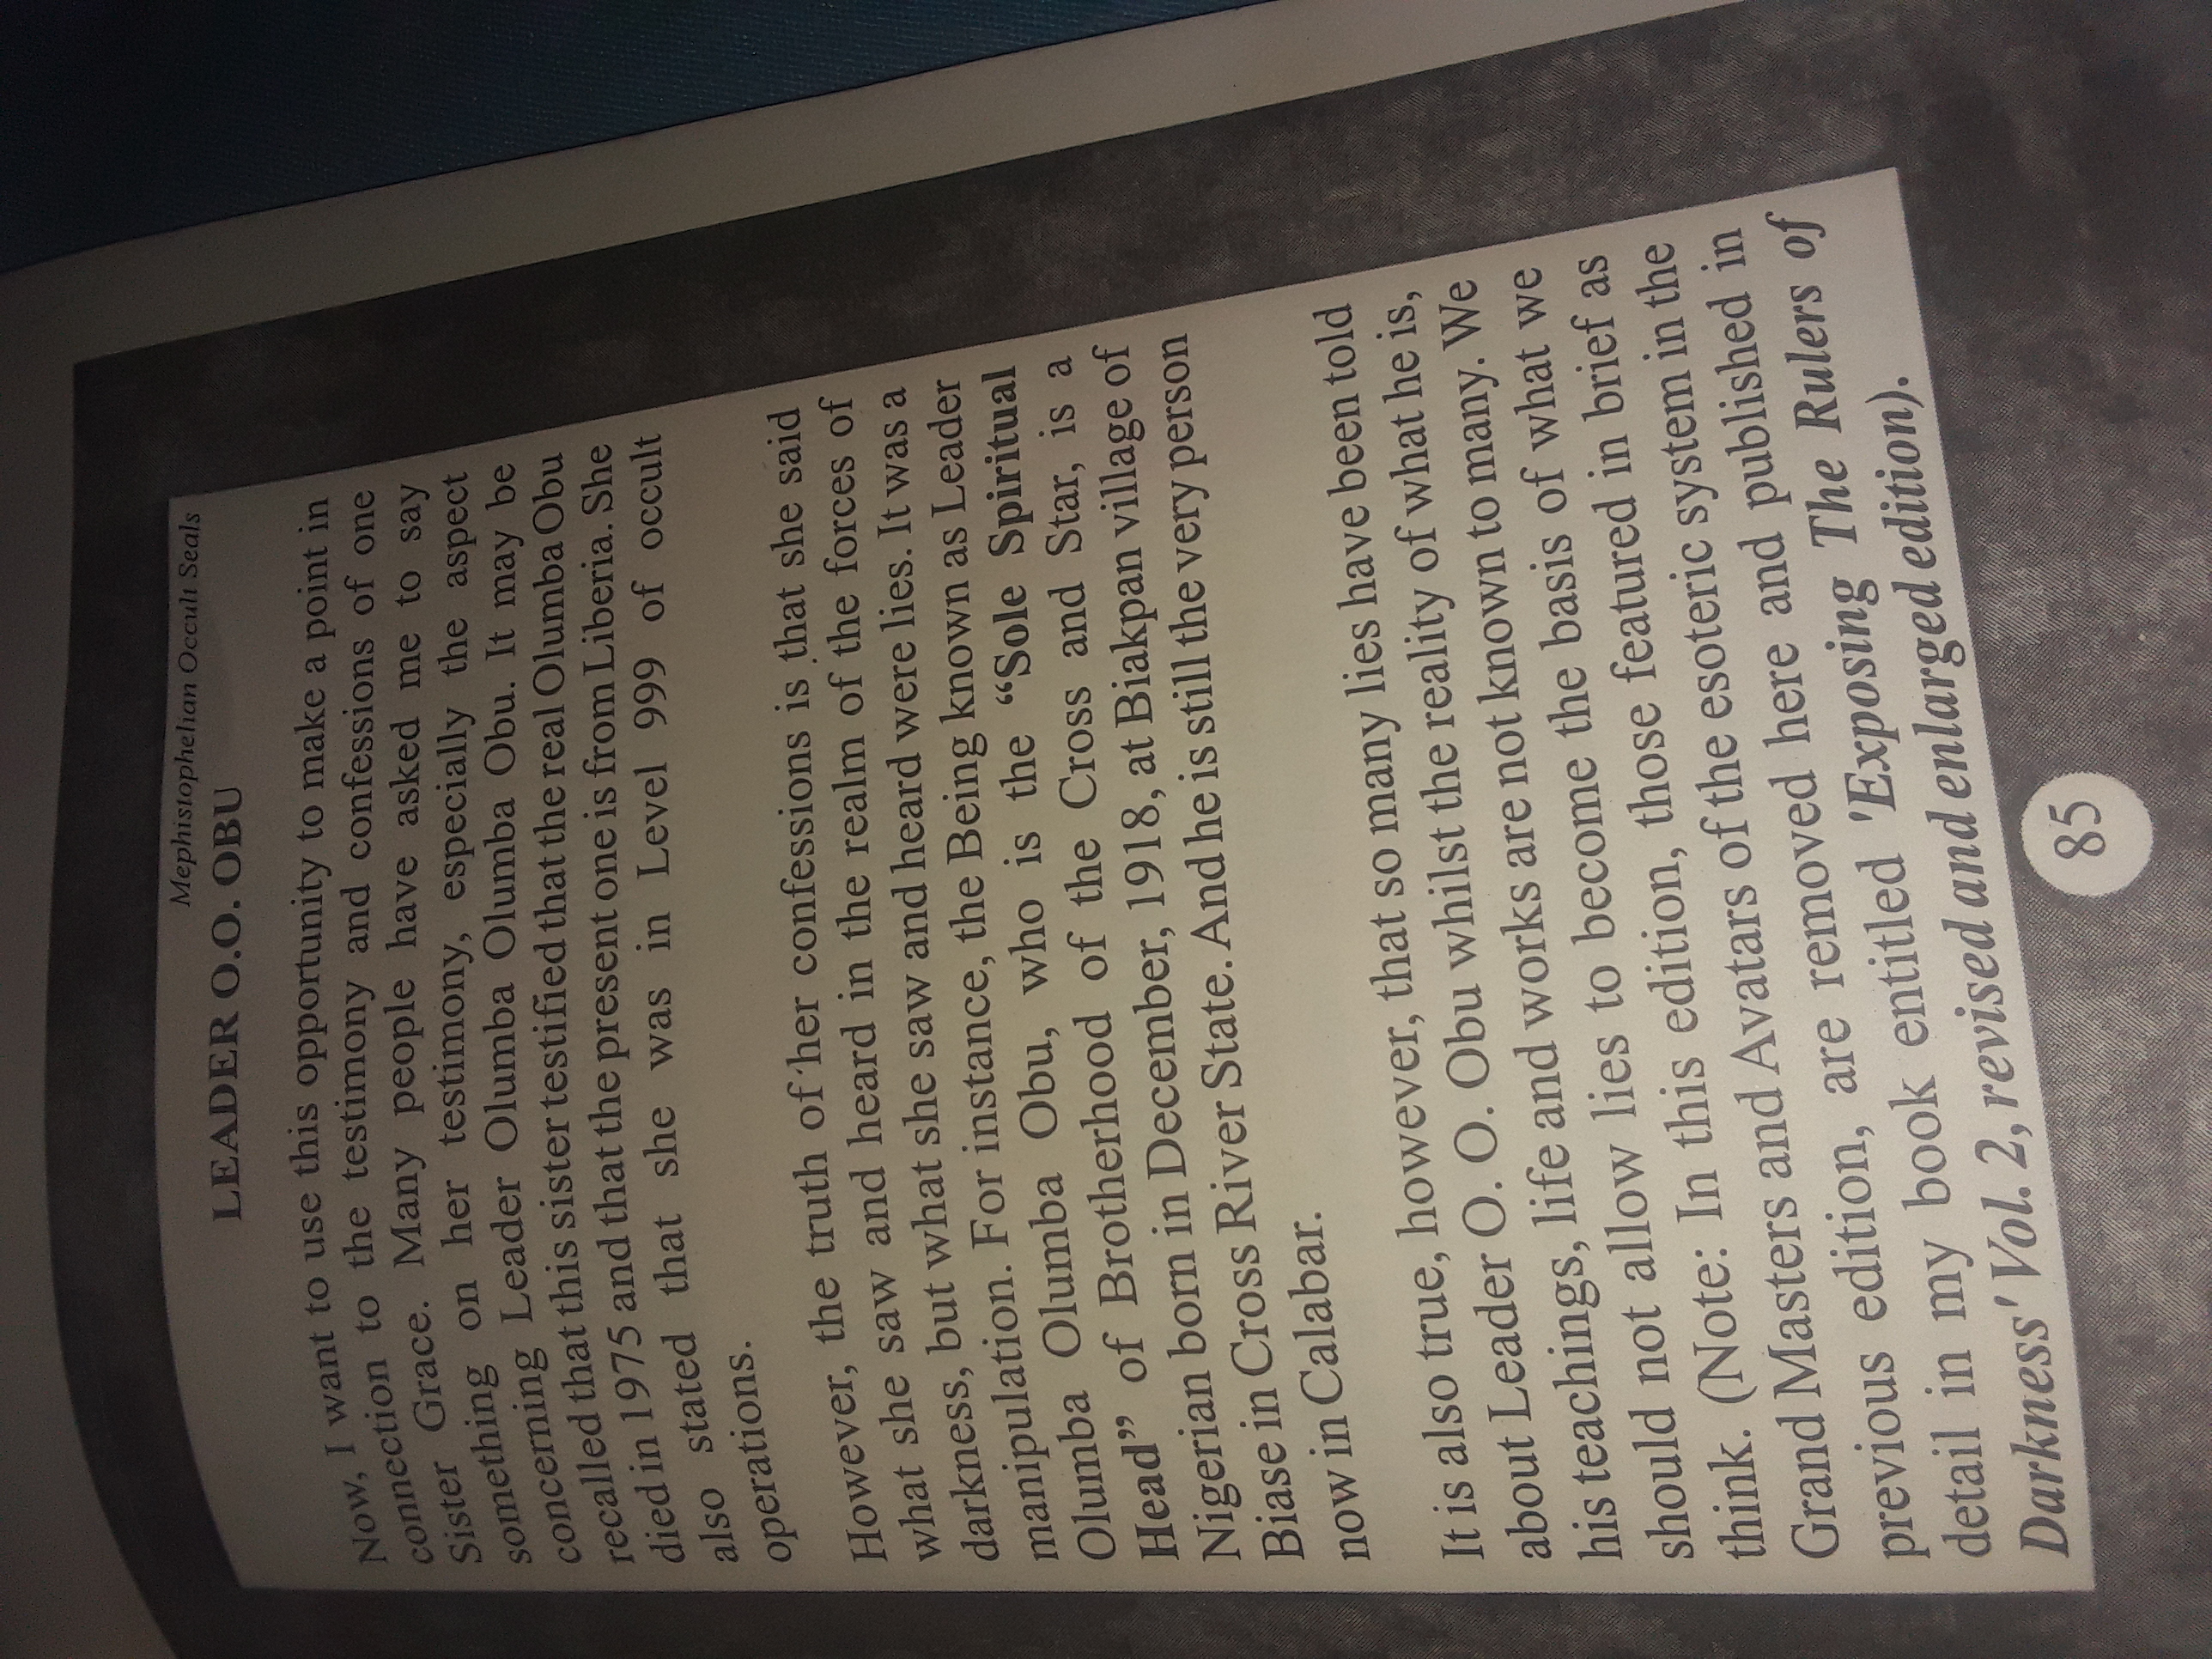 Mephistophelian Occult Seals
LEADER O.O. OBU
Now, I want to use this opportunity to make a point in
connection to the testimony and confessions of one
Sister Grace. Many people have asked me to say
something on her testimony, especially the aspect
concerning Leader Olumba Olumba Obu. It may be
recalled that this sister testified that the real Olumba Obu
died in 1975 and that the present one is from Liberia. She
also stated that she was in Level 999 of occult
operations.
However, the truth of her confessions is that she said
what she saw and heard in the realm of the forces of
darkness, but what she saw and heard were lies. It was a
manipulation. For instance, the Being known as Leader
Olumba Olumba Obu, who is the “Sole Spiritual
Head” of Brotherhood of the Cross and Star, is a
Nigerian born in December, 1918, at Biakpan village of
Biase in Cross River State. And he is still the very person
now in Calabar.
It is also true, however, that so many lies have been told
about Leader O. O. Obu whilst the reality of what he is,
his teachings, life and works are not known to many. We
should not allow lies to become the basis of what we
think. (Note: In this edition, those featured in brief as
Grand Masters and Avatars of the esoteric system in the
previous edition, are removed here and published in
detail in my book entitled 'Exposing The Rulers of
Darkness' Vol. 2, revised and enlarged edition).
85